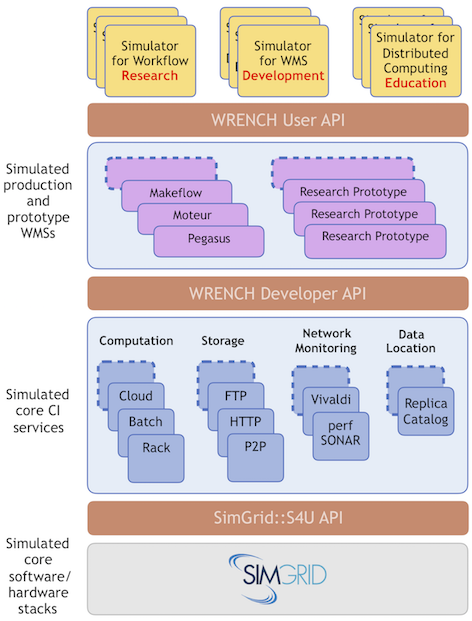 Simulator
for Workflow
Research
Simulator
for WMS
Development
Simulator for
Distributed
Computing
Education
WRENCH User API
Simulated
production
and
prototype
WMSs
Makeflow
Moteur
Pegasus
Research Prototype
Research Prototype
Research Prototype
WRENCH Developer API
Simulated
core CI
services
Computation
Cloud
Batch
Rack
Storage
FTP
HTTP
P2P
Network
Monitoring
Vivaldi
perf
SONAR
Data
Location
Replica
Catalog
SimGrid::S4U API
Simulated
core
software/
hardware
stacks
SIMGRID